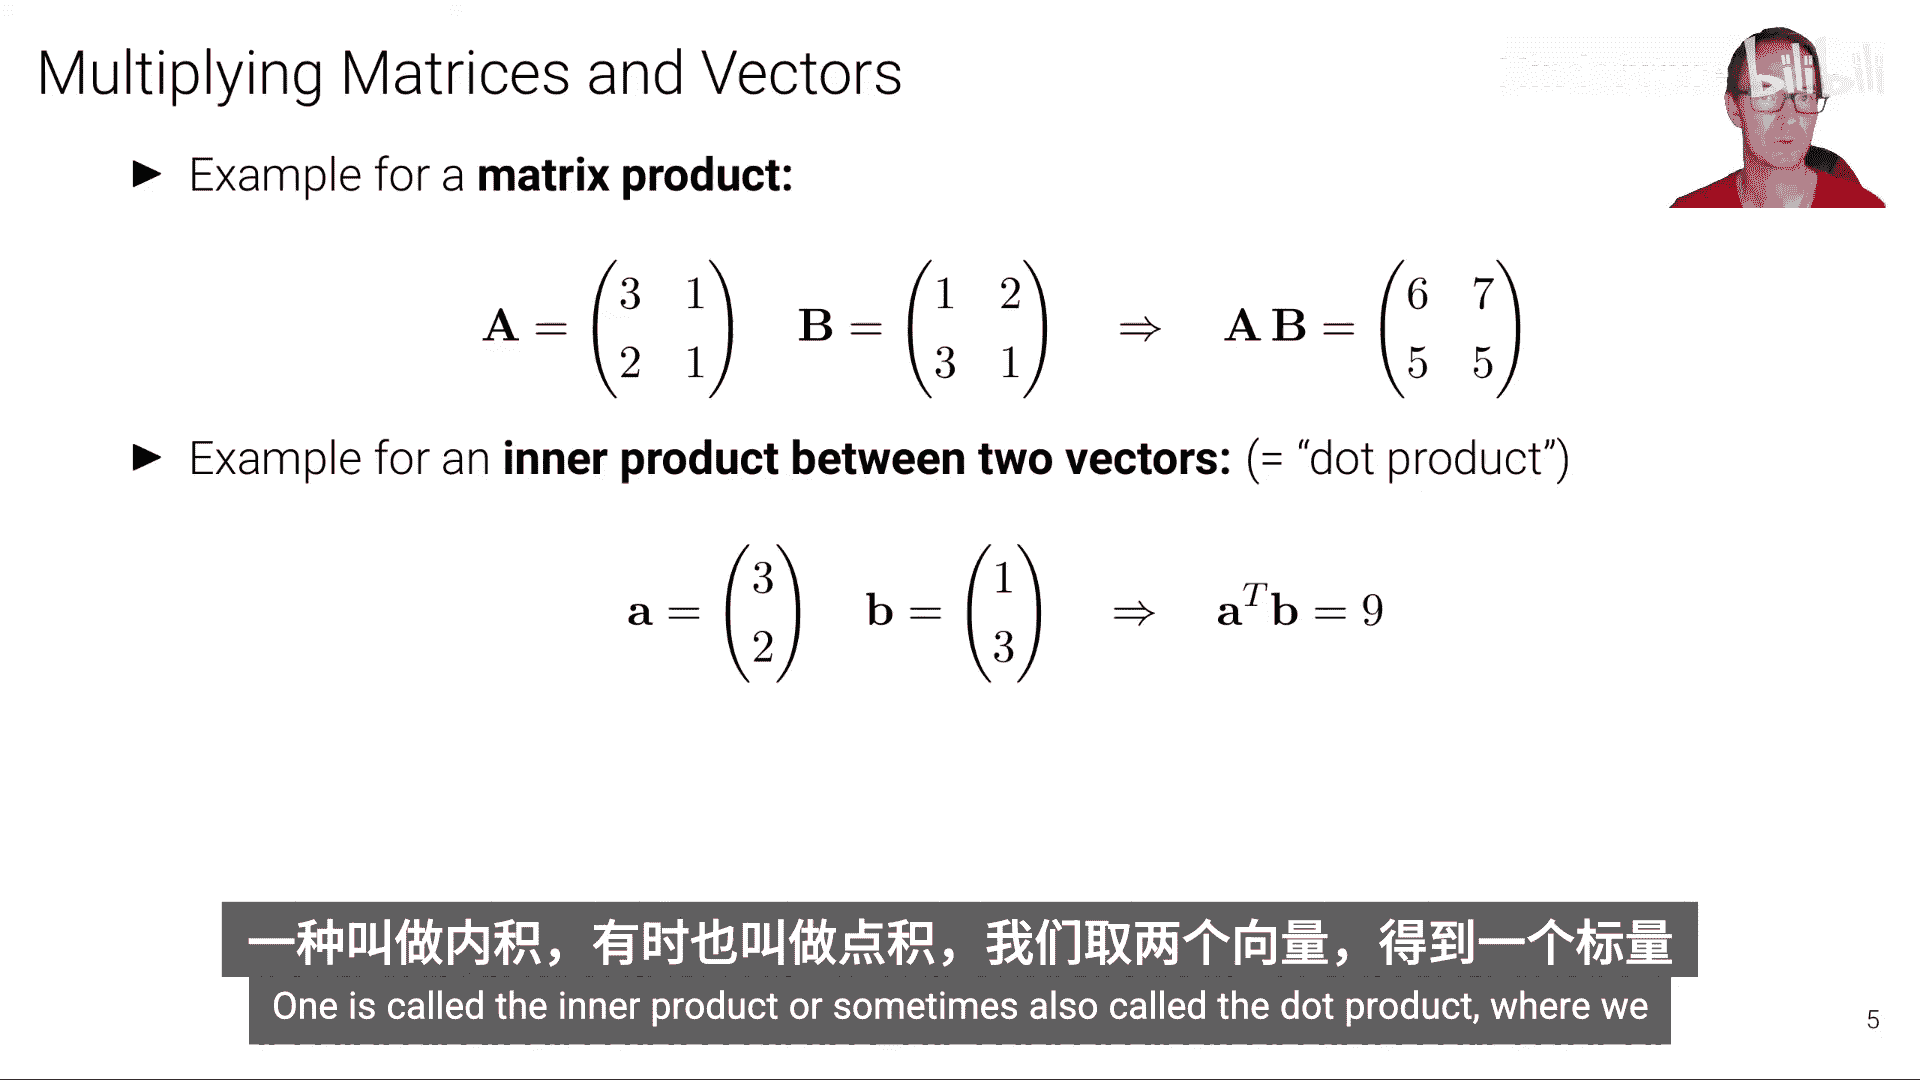 Multiplying Matrices and Vectors
bilibili
► Example for a matrix product:
A = (3 1; 2 1) B = (1 2; 3 1) ⇒ A B = (6 7; 5 5)
► Example for an inner product between two vectors: (= “dot product”)
a = (3; 2) b = (1; 3) ⇒ aᵀb = 9
一种叫做内积，有时也叫做点积，我们取两个向量，得到一个标量
One is called the inner product or sometimes also called the dot product, where we
5